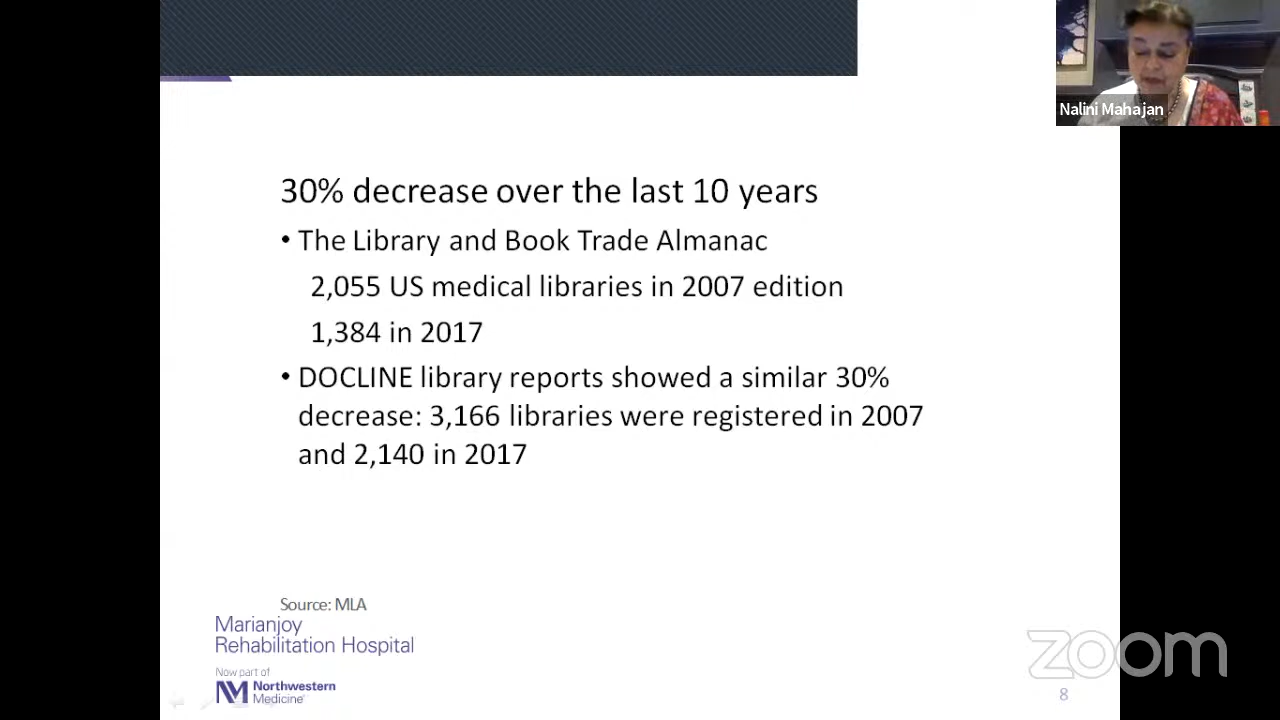 Nalini Mahajan
30% decrease over the last 10 years
• The Library and Book Trade Almanac
2,055 US medical libraries in 2007 edition
1,384 in 2017
• DOCLINE library reports showed a similar 30%
decrease: 3,166 libraries were registered in 2007
and 2,140 in 2017
Source: MLA
Marianjoy
Rehabilitation Hospital
Now part of
Northwestern
Medicine
zoom
8